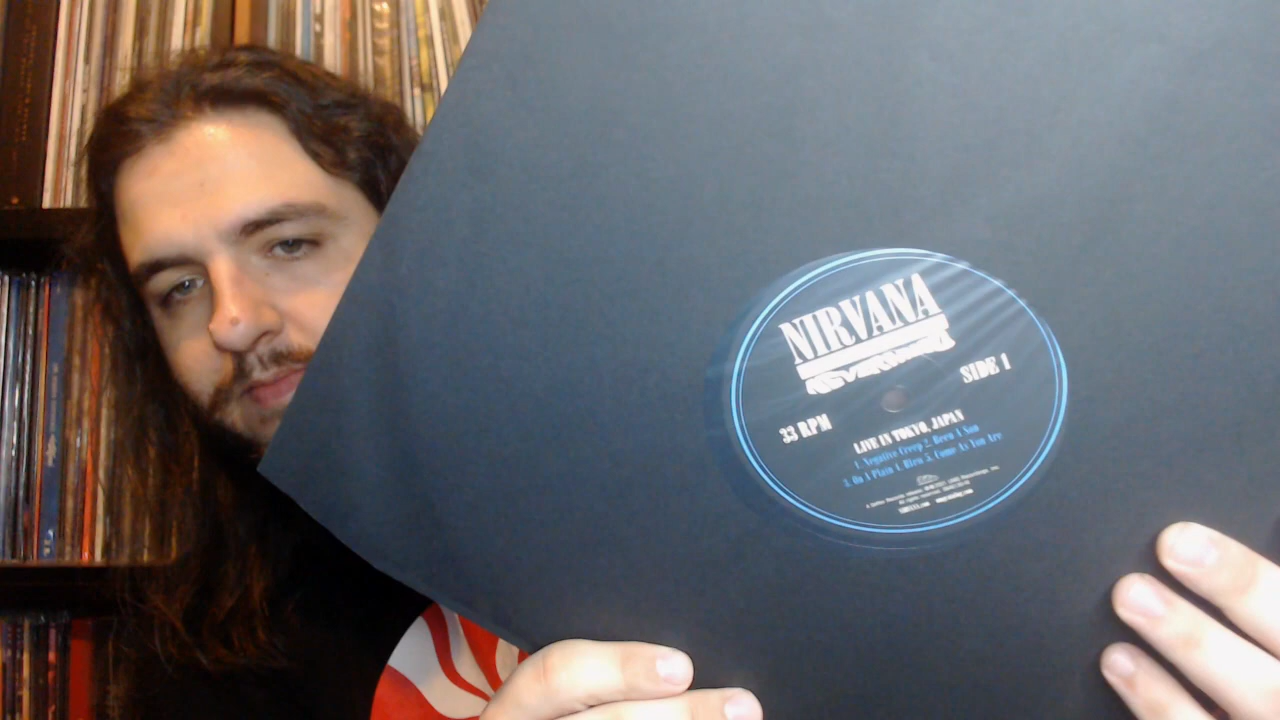 NIRVANA
NEVERMIND
SIDE 1
33 RPM
LIVE IN TOKYO, JAPAN
1. Negative Creep 2. Been A Son
3. On A Plain 4. Blew 5. Come As You Are